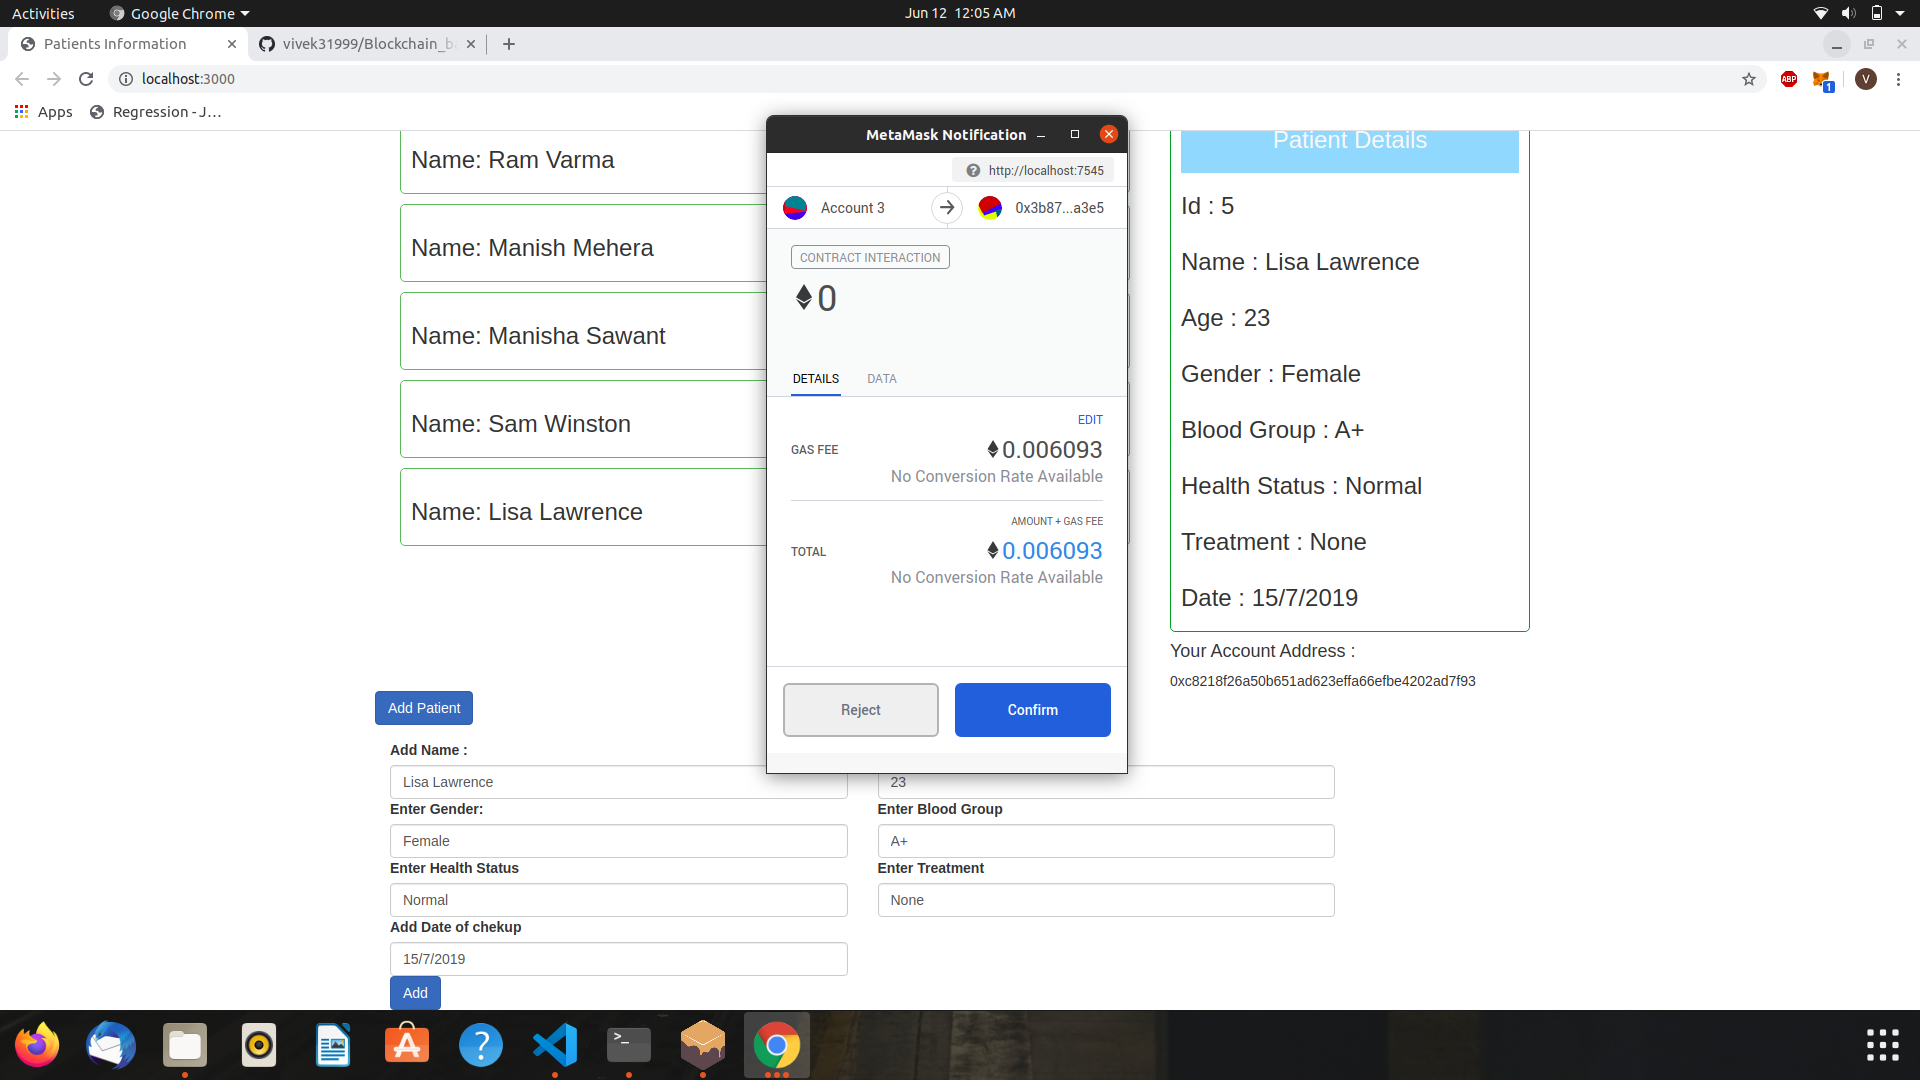 Activities
Google Chrome
Jun 12 12:05 AM
Patients Information
vivek31999/Blockchain_b
localhost:3000
ABP
1
V
Apps
Regression - J...
Name: Ram Varma
Name: Manish Mehera
Name: Manisha Sawant
Name: Sam Winston
Name: Lisa Lawrence
MetaMask Notification
http://localhost:7545
Account 3
0x3b87...a3e5
CONTRACT INTERACTION
0
DETAILS
DATA
EDIT
GAS FEE
0.006093
No Conversion Rate Available
AMOUNT + GAS FEE
TOTAL
0.006093
No Conversion Rate Available
Reject
Confirm
Patient Details
Id : 5
Name : Lisa Lawrence
Age : 23
Gender : Female
Blood Group : A+
Health Status : Normal
Treatment : None
Date : 15/7/2019
Your Account Address :
0xc8218f26a50b651ad623effa66efbe4202ad7f93
Add Patient
Add Name :
Lisa Lawrence
23
Enter Gender:
Enter Blood Group
Female
A+
Enter Health Status
Enter Treatment
Normal
None
Add Date of chekup
15/7/2019
Add